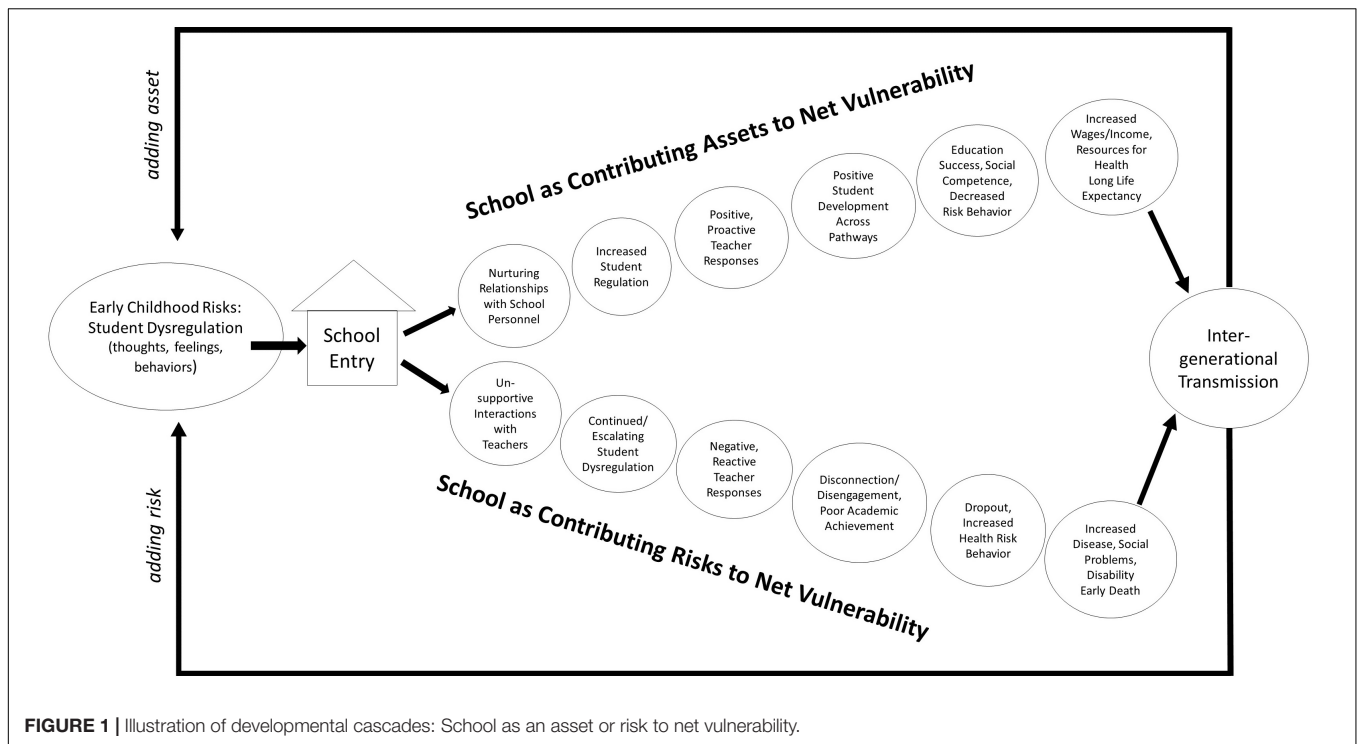 adding asset
School as Contributing Assets to Net Vulnerability
Early Childhood Risks:
Student Dysregulation
(thoughts, feelings,
behaviors)
School
Entry
Nurturing
Relationships
with School
Personnel
Increased
Student
Regulation
Positive,
Proactive
Teacher
Responses
Positive
Student
Development
Across
Pathways
Education
Success, Social
Competence,
Decreased
Risk Behavior
Increased
Wages/Income,
Resources for
Health
Long Life
Expectancy
Inter-
generational
Transmission
Un-
supportive
Interactions
with
Teachers
Continued/
Escalating
Student
Dysregulation
Negative,
Reactive
Teacher
Responses
Disconnection/
Disengagement,
Poor Academic
Achievement
Dropout,
Increased
Health Risk
Behavior
Increased
Disease, Social
Problems,
Disability
Early Death
adding risk
School as Contributing Risks to Net Vulnerability
FIGURE 1 | Illustration of developmental cascades: School as an asset or risk to net vulnerability.